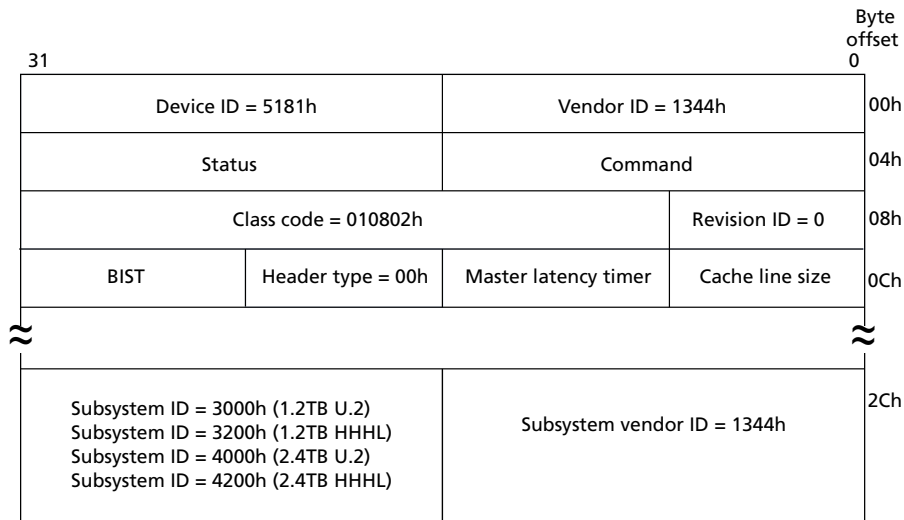 Byte
offset
31
0
Device ID = 5181h
Vendor ID = 1344h
00h
Status
Command
04h
Class code = 010802h
Revision ID = 0
08h
BIST
Header type = 00h
Master latency timer
Cache line size
0Ch
≈
≈
Subsystem ID = 3000h (1.2TB U.2)
Subsystem ID = 3200h (1.2TB HHHL)
Subsystem ID = 4000h (2.4TB U.2)
Subsystem ID = 4200h (2.4TB HHHL)
Subsystem vendor ID = 1344h
2Ch